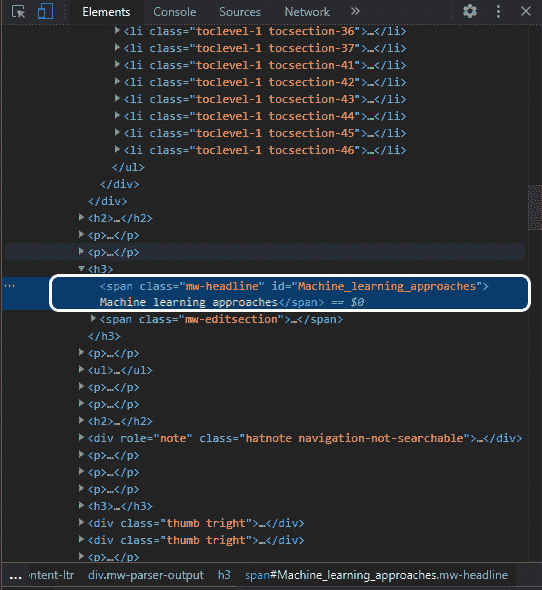 Elements Console Sources Network »
<li class="toclevel-1 tocsection-36">…</li>
<li class="toclevel-1 tocsection-37">…</li>
<li class="toclevel-1 tocsection-41">…</li>
<li class="toclevel-1 tocsection-42">…</li>
<li class="toclevel-1 tocsection-43">…</li>
<li class="toclevel-1 tocsection-44">…</li>
<li class="toclevel-1 tocsection-45">…</li>
<li class="toclevel-1 tocsection-46">…</li>
</ul>
</div>
</div>
<h2>…</h2>
<p>…</p>
<p>…</p>
<h3>
… <span class="mw-headline" id="Machine_learning_approaches">
Machine learning approaches</span> == $0
<span class="mw-editsection">…</span>
</h3>
<p>…</p>
<ul>…</ul>
<p>…</p>
<p>…</p>
<h2>…</h2>
<div role="note" class="hatnote navigation-not-searchable">…</div>
<p>…</p>
<p>…</p>
<h3>…</h3>
<div class="thumb tright">…</div>
<div class="thumb tright">…</div>
<p>…</p>
… ntent-ltr div.mw-parser-output h3 span#Machine_learning_approaches.mw-headline